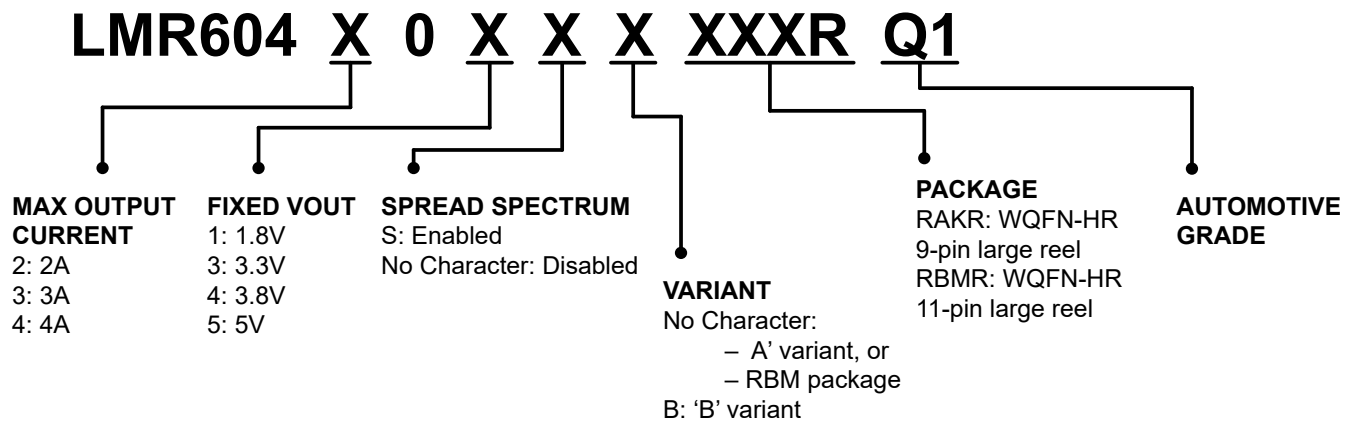 LMR604 X 0 X X X XXXR Q1
MAX OUTPUT
CURRENT
2: 2A
3: 3A
4: 4A
FIXED VOUT
1: 1.8V
3: 3.3V
4: 3.8V
5: 5V
SPREAD SPECTRUM
S: Enabled
No Character: Disabled
VARIANT
No Character:
– A’ variant, or
– RBM package
B: ‘B’ variant
PACKAGE
RAKR: WQFN-HR
9-pin large reel
RBMR: WQFN-HR
11-pin large reel
AUTOMOTIVE
GRADE